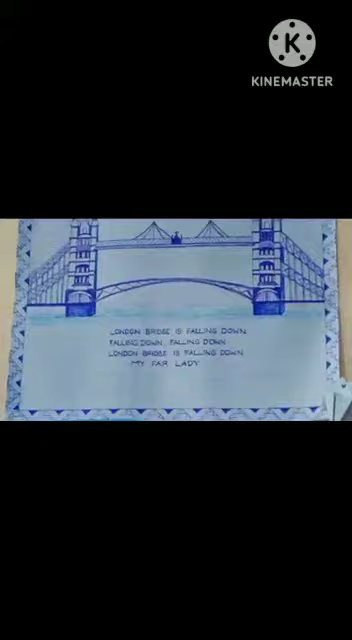 K
KINEMASTER
LONDON BRIDGE IS FALLING DOWN
FALLING DOWN, FALLING DOWN
LONDON BRIDGE IS FALLING DOWN
MY FAIR LADY